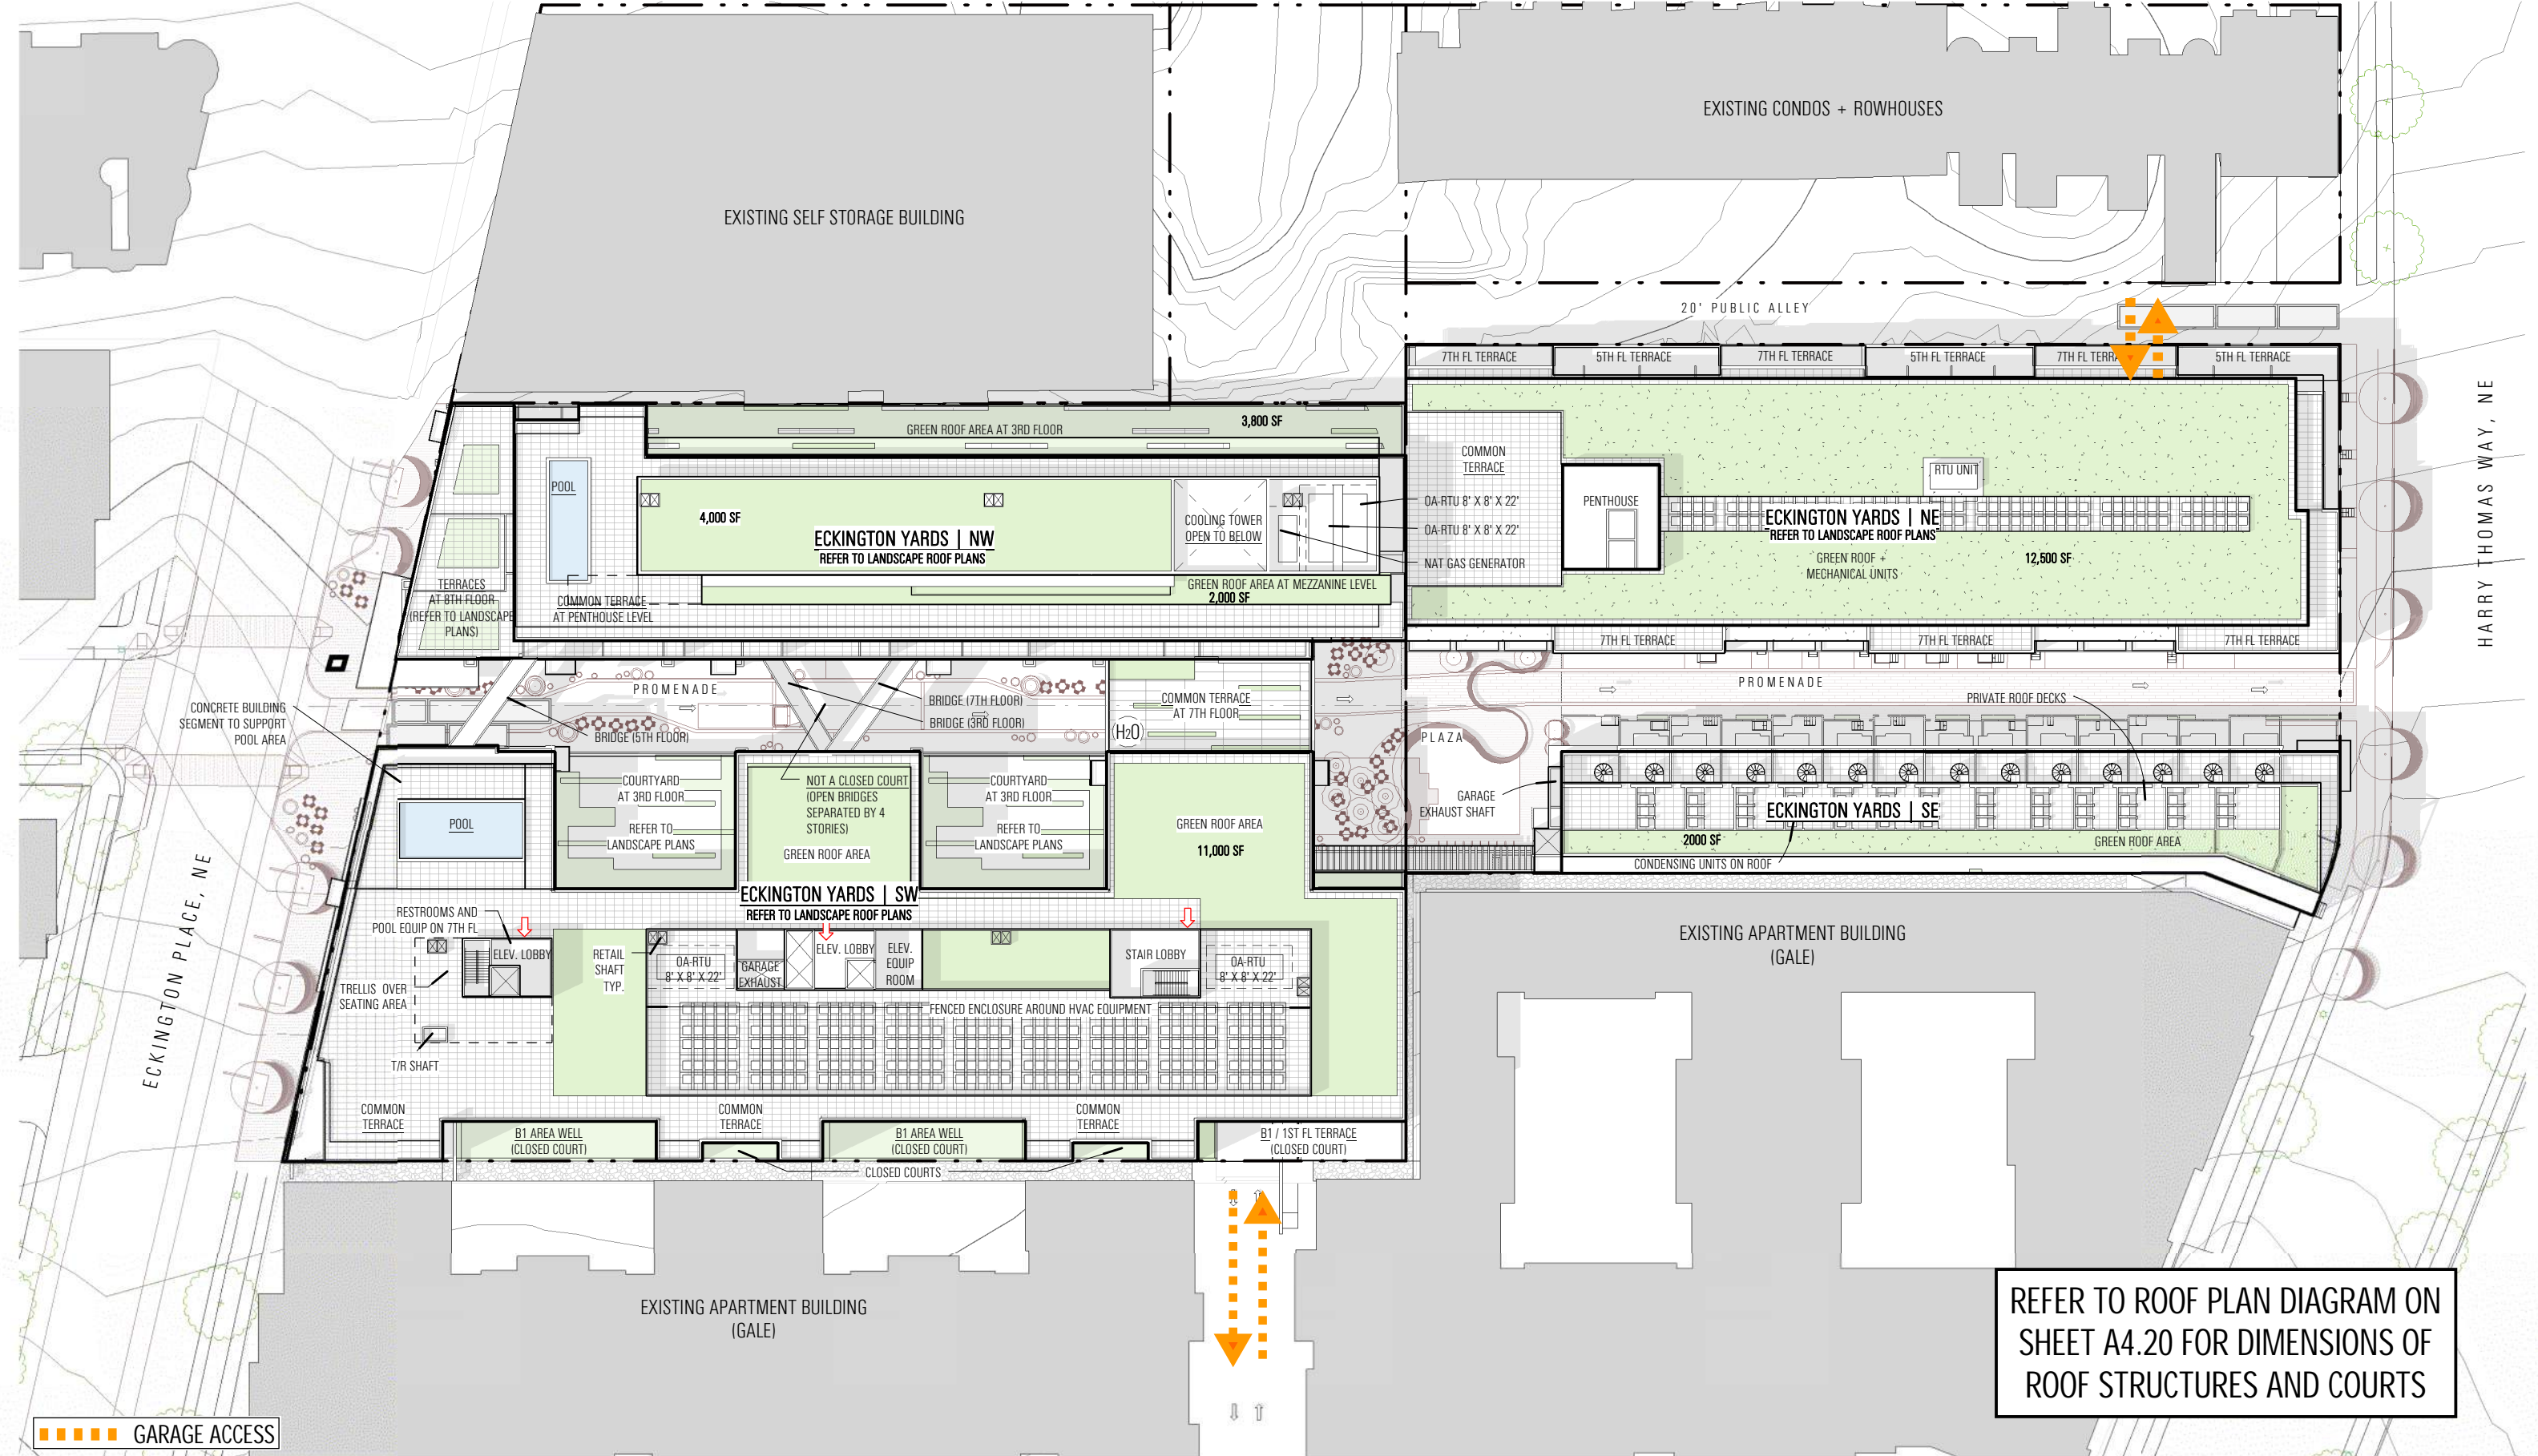 EXISTING CONDOS + ROWHOUSES
EXISTING SELF STORAGE BUILDING
20' PUBLIC ALLEY
7TH FL TERRACE
5TH FL TERRACE
7TH FL TERRACE
5TH FL TERRACE
7TH FL TERRA
5TH FL TERRACE
HARRY THOMAS WAY, NE
3,800 SF
GREEN ROOF AREA AT 3RD FLOOR
POOL
4,000 SF
ECKINGTON YARDS | NW
REFER TO LANDSCAPE ROOF PLANS
COOLING TOWER
OPEN TO BELOW
OA-RTU 8' X 8' X 22'
OA-RTU 8' X 8' X 22'
NAT GAS GENERATOR
COMMON
TERRACE
PENTHOUSE
RTU UNIT
ECKINGTON YARDS | NE
REFER TO LANDSCAPE ROOF PLANS
GREEN ROOF +
MECHANICAL UNITS
12,500 SF
TERRACES
AT 8TH FLOOR
(REFER TO LANDSCAPE
PLANS)
COMMON TERRACE
AT PENTHOUSE LEVEL
GREEN ROOF AREA AT MEZZANINE LEVEL
2,000 SF
7TH FL TERRACE
7TH FL TERRACE
7TH FL TERRACE
CONCRETE BUILDING
SEGMENT TO SUPPORT
POOL AREA
PROMENADE
BRIDGE (5TH FLOOR)
BRIDGE (7TH FLOOR)
BRIDGE (3RD FLOOR)
COMMON TERRACE
AT 7TH FLOOR
(H2O)
PLAZA
PROMENADE
PRIVATE ROOF DECKS
GARAGE
EXHAUST SHAFT
POOL
COURTYARD
AT 3RD FLOOR
REFER TO
LANDSCAPE PLANS
NOT A CLOSED COURT
(OPEN BRIDGES
SEPARATED BY 4
STORIES)
GREEN ROOF AREA
COURTYARD
AT 3RD FLOOR
REFER TO
LANDSCAPE PLANS
GREEN ROOF AREA
11,000 SF
ECKINGTON YARDS | SE
2000 SF
GREEN ROOF AREA
CONDENSING UNITS ON ROOF
ECKINGTON PLACE, NE
ECKINGTON YARDS | SW
REFER TO LANDSCAPE ROOF PLANS
RESTROOMS AND
POOL EQUIP ON 7TH FL
ELEV. LOBBY
TRELLIS OVER
SEATING AREA
T/R SHAFT
RETAIL
SHAFT
TYP.
OA-RTU
8' X 8' X 22'
GARAGE
EXHAUST
ELEV. LOBBY
ELEV.
EQUIP
ROOM
STAIR LOBBY
OA-RTU
8' X 8' X 22'
FENCED ENCLOSURE AROUND HVAC EQUIPMENT
EXISTING APARTMENT BUILDING
(GALE)
COMMON
TERRACE
B1 AREA WELL
(CLOSED COURT)
COMMON
TERRACE
B1 AREA WELL
(CLOSED COURT)
COMMON
TERRACE
B1 / 1ST FL TERRACE
(CLOSED COURT)
CLOSED COURTS
EXISTING APARTMENT BUILDING
(GALE)
REFER TO ROOF PLAN DIAGRAM ON
SHEET A4.20 FOR DIMENSIONS OF
ROOF STRUCTURES AND COURTS
GARAGE ACCESS